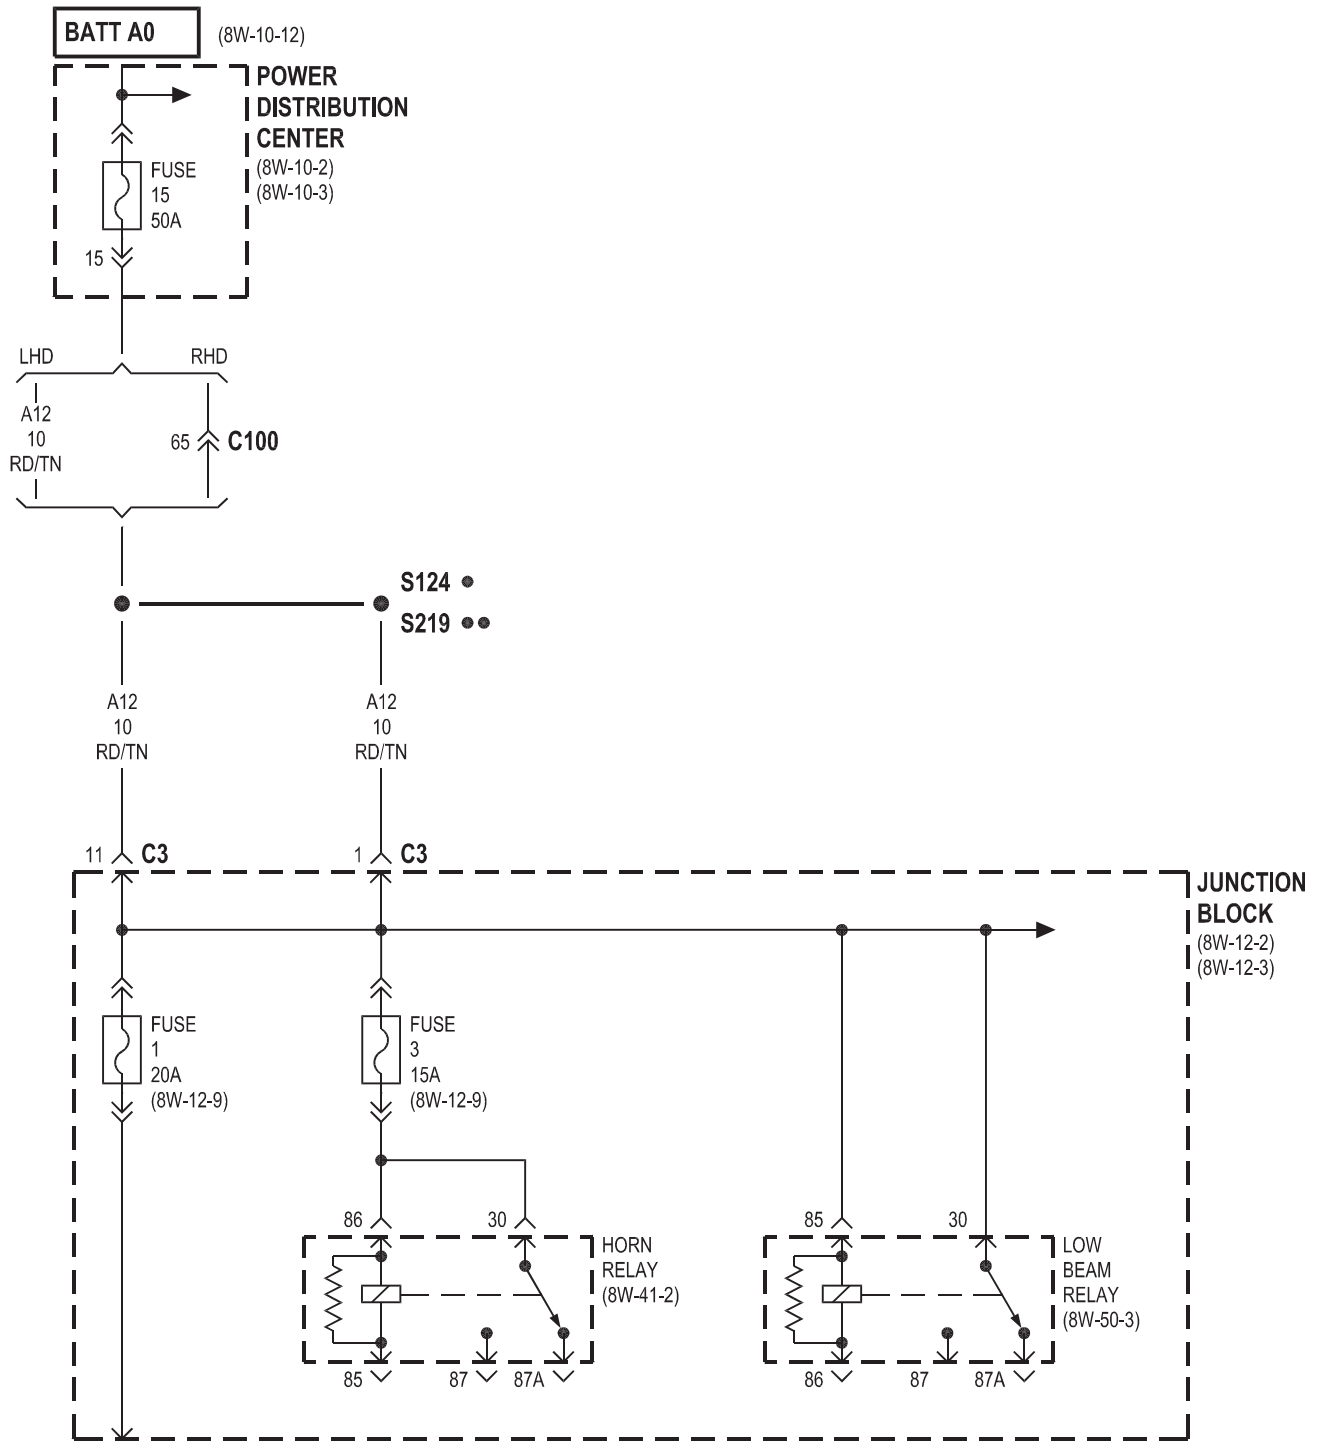 BATT A0
(8W-10-12)
POWER
DISTRIBUTION
CENTER
(8W-10-2)
(8W-10-3)
FUSE
15
50A
15
LHD
RHD
A12
10
RD/TN
65
C100
S124
S219
A12
10
RD/TN
A12
10
RD/TN
11
C3
1
C3
JUNCTION
BLOCK
(8W-12-2)
(8W-12-3)
FUSE
1
20A
(8W-12-9)
FUSE
3
15A
(8W-12-9)
86
30
HORN
RELAY
(8W-41-2)
85
87
87A
85
30
LOW
BEAM
RELAY
(8W-50-3)
86
87
87A